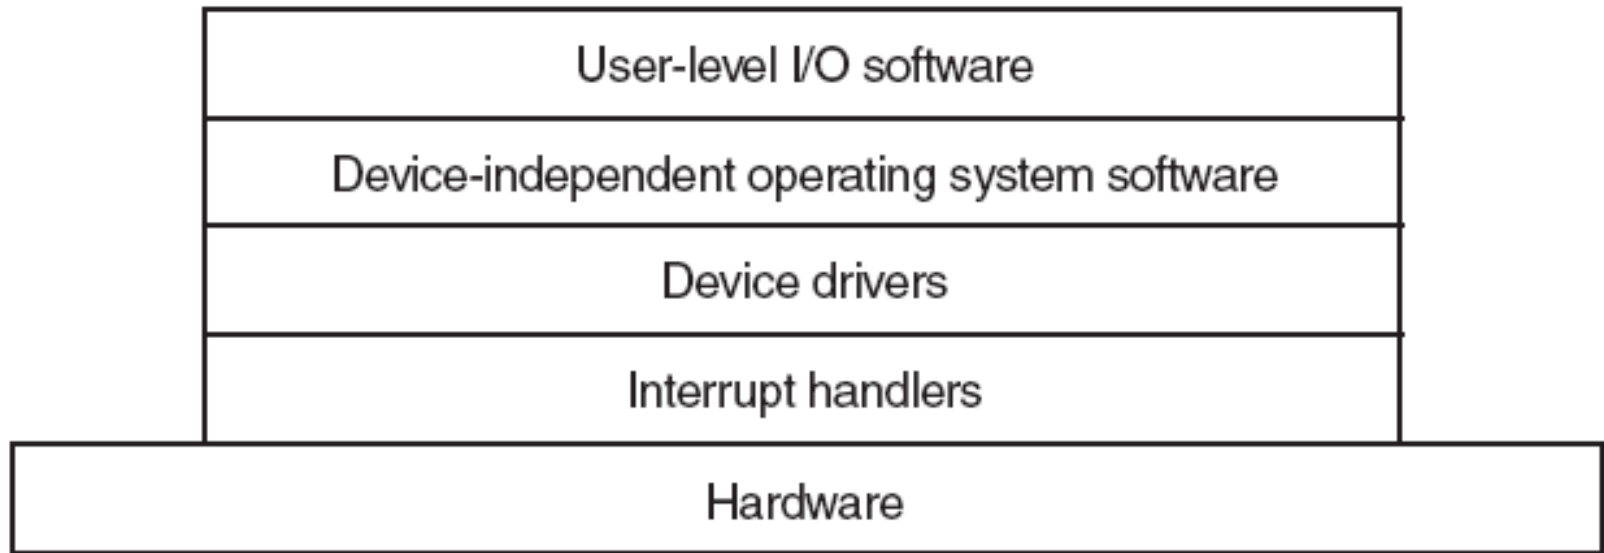 User-level I/O software
Device-independent operating system software
Device drivers
Interrupt handlers
Hardware